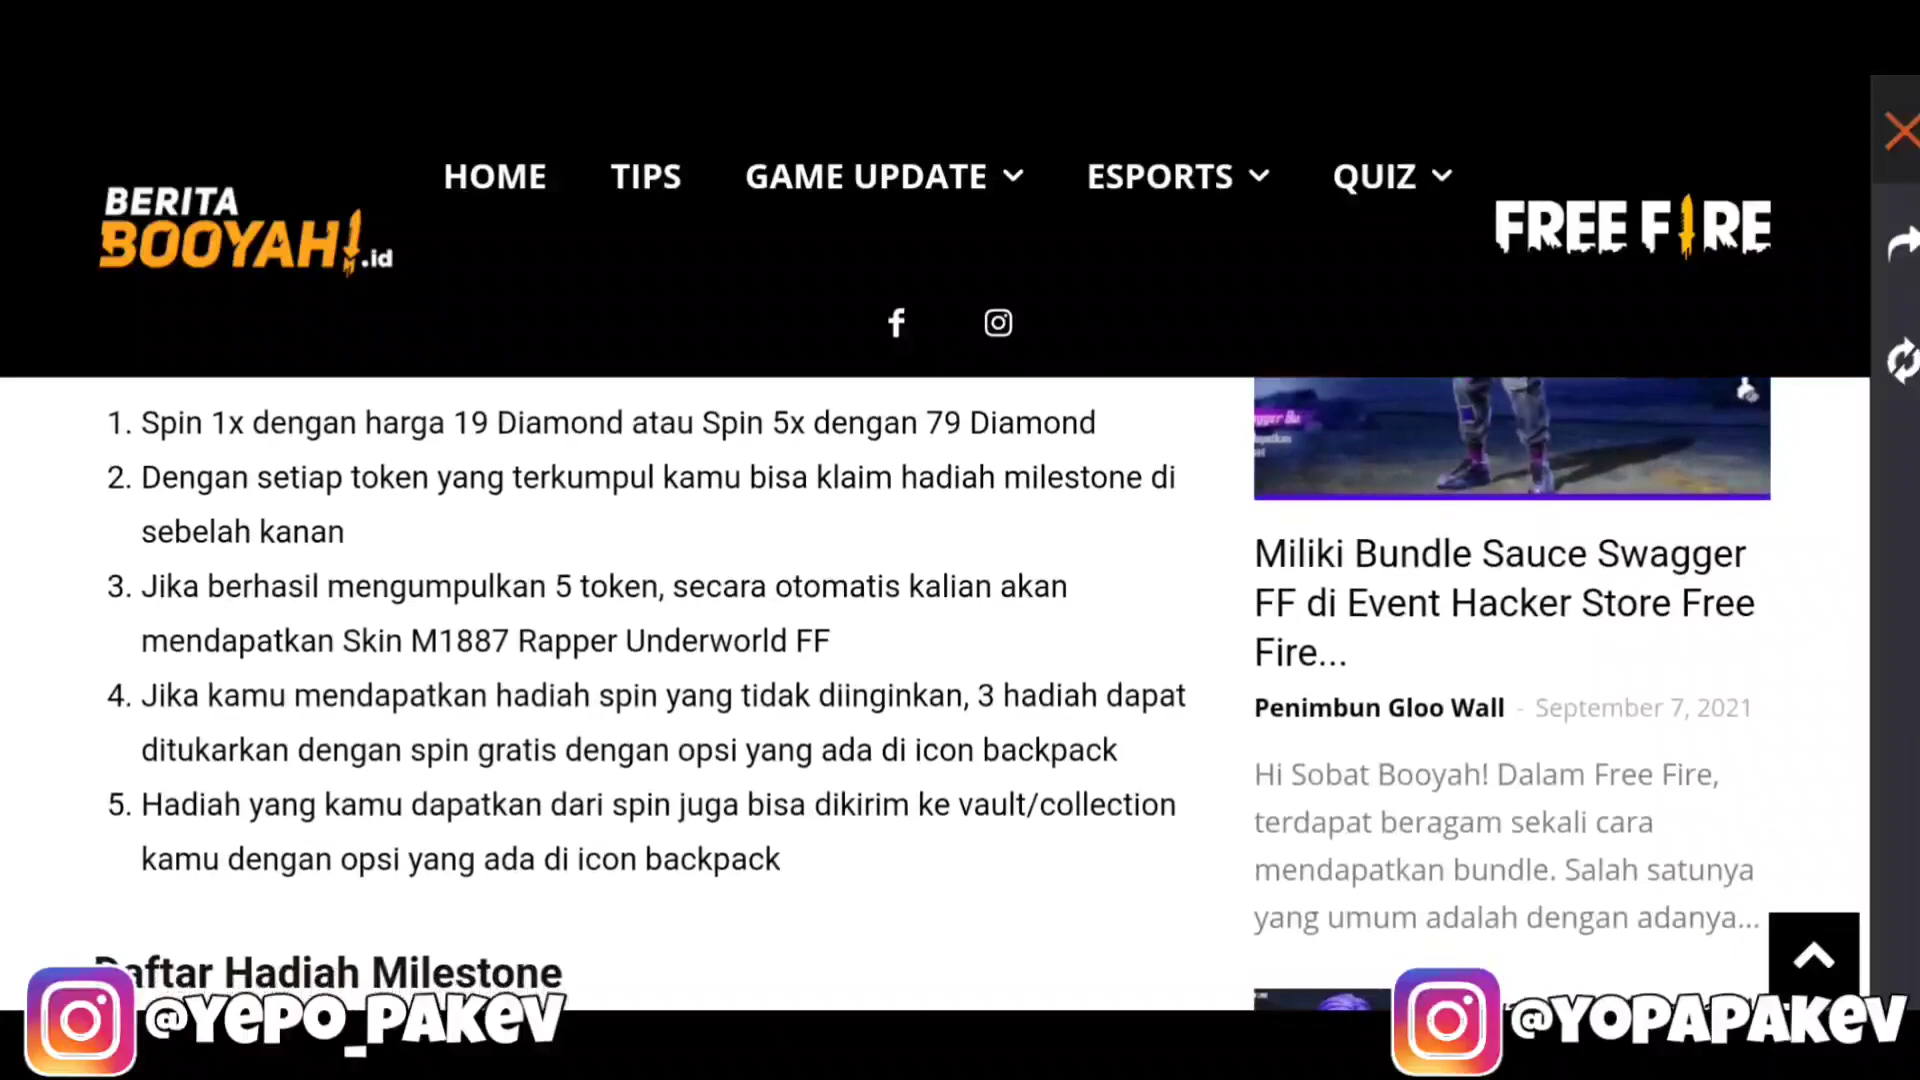 HOME TIPS GAME UPDATE ESPORTS QUIZ
BERITA
BOOYAH!.id
FREE FIRE
1. Spin 1x dengan harga 19 Diamond atau Spin 5x dengan 79 Diamond
2. Dengan setiap token yang terkumpul kamu bisa klaim hadiah milestone di
sebelah kanan
3. Jika berhasil mengumpulkan 5 token, secara otomatis kalian akan
mendapatkan Skin M1887 Rapper Underworld FF
4. Jika kamu mendapatkan hadiah spin yang tidak diinginkan, 3 hadiah dapat
ditukarkan dengan spin gratis dengan opsi yang ada di icon backpack
5. Hadiah yang kamu dapatkan dari spin juga bisa dikirim ke vault/collection
kamu dengan opsi yang ada di icon backpack
Daftar Hadiah Milestone
Miliki Bundle Sauce Swagger
FF di Event Hacker Store Free
Fire...
Penimbun Gloo Wall - September 7, 2021
Hi Sobat Booyah! Dalam Free Fire,
terdapat beragam sekali cara
mendapatkan bundle. Salah satunya
yang umum adalah dengan adanya...
@YEPO_PAKEV
@YOPAPAKEV